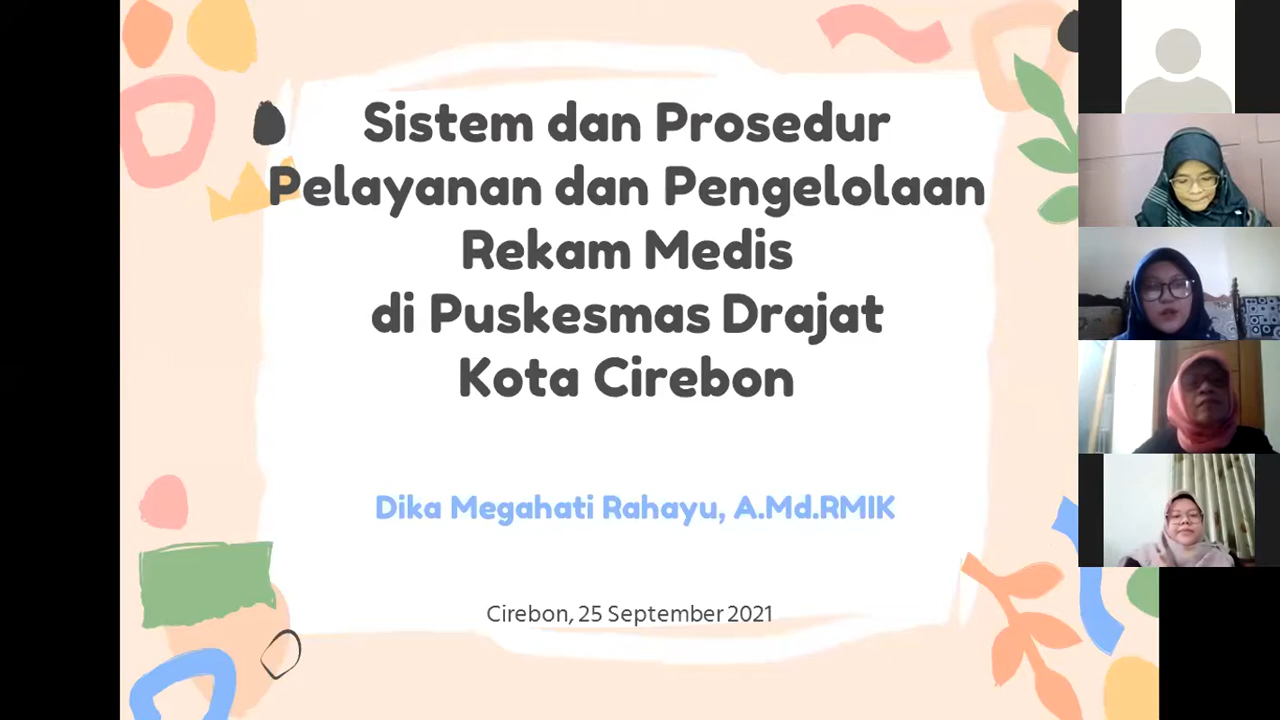 Sistem dan Prosedur
Pelayanan dan Pengelolaan
Rekam Medis
di Puskesmas Drajat
Kota Cirebon
Dika Megahati Rahayu, A.Md.RMIK
Cirebon, 25 September 2021